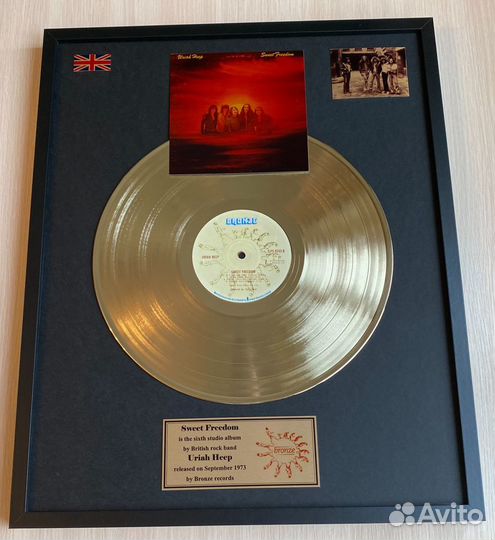 Uriah Heep
Sweet Freedom
BRONZE
URIAH HEEP
SWEET FREEDOM
Sweet Freedom
is the sixth studio album
by British rock band
Uriah Heep
released on September 1973
by Bronze records
bronze
Avito